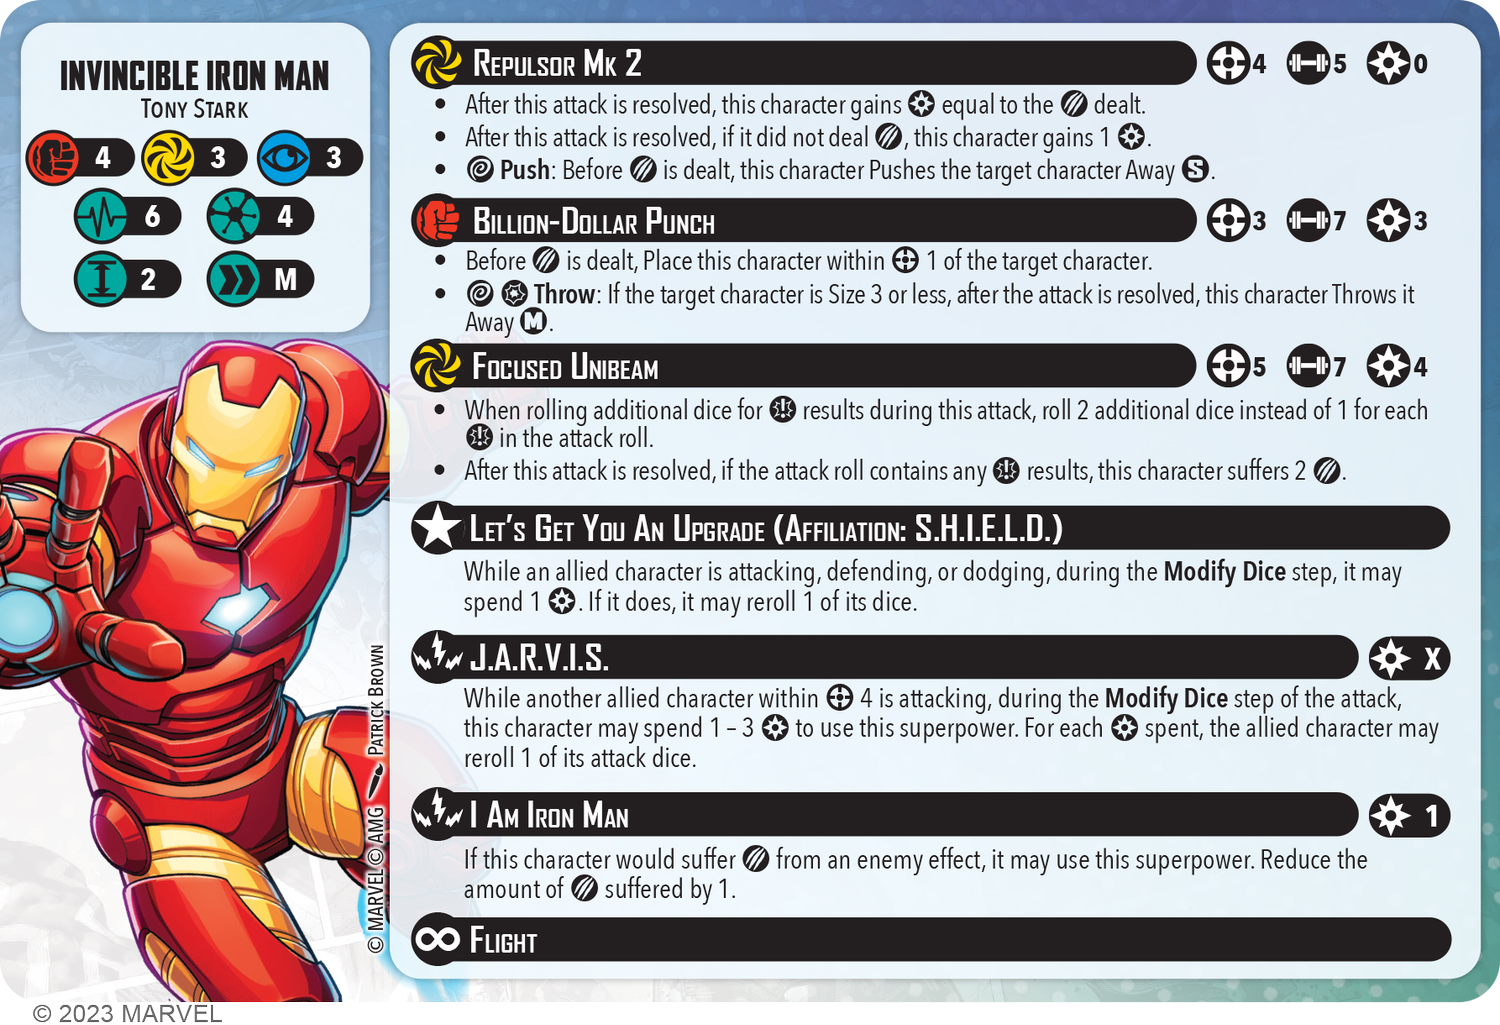 INVINCIBLE IRON MAN
TONY STARK
4 3 3
6 4
2 M
REPULSOR MK 2 4 5 0
• After this attack is resolved, this character gains equal to the dealt.
• After this attack is resolved, if it did not deal , this character gains 1 .
• Push: Before is dealt, this character Pushes the target character Away S.
BILLION-DOLLAR PUNCH 3 7 3
• Before is dealt, Place this character within 1 of the target character.
• Throw: If the target character is Size 3 or less, after the attack is resolved, this character Throws it
Away M.
FOCUSED UNIBEAM 5 7 4
• When rolling additional dice for results during this attack, roll 2 additional dice instead of 1 for each
in the attack roll.
• After this attack is resolved, if the attack roll contains any results, this character suffers 2 .
LET'S GET YOU AN UPGRADE (AFFILIATION: S.H.I.E.L.D.)
While an allied character is attacking, defending, or dodging, during the Modify Dice step, it may
spend 1 . If it does, it may reroll 1 of its dice.
J.A.R.V.I.S. X
While another allied character within 4 is attacking, during the Modify Dice step of the attack,
this character may spend 1 – 3 to use this superpower. For each spent, the allied character may
reroll 1 of its attack dice.
I AM IRON MAN 1
If this character would suffer from an enemy effect, it may use this superpower. Reduce the
amount of suffered by 1.
FLIGHT
© MARVEL © AMG PATRICK BROWN
© 2023 MARVEL